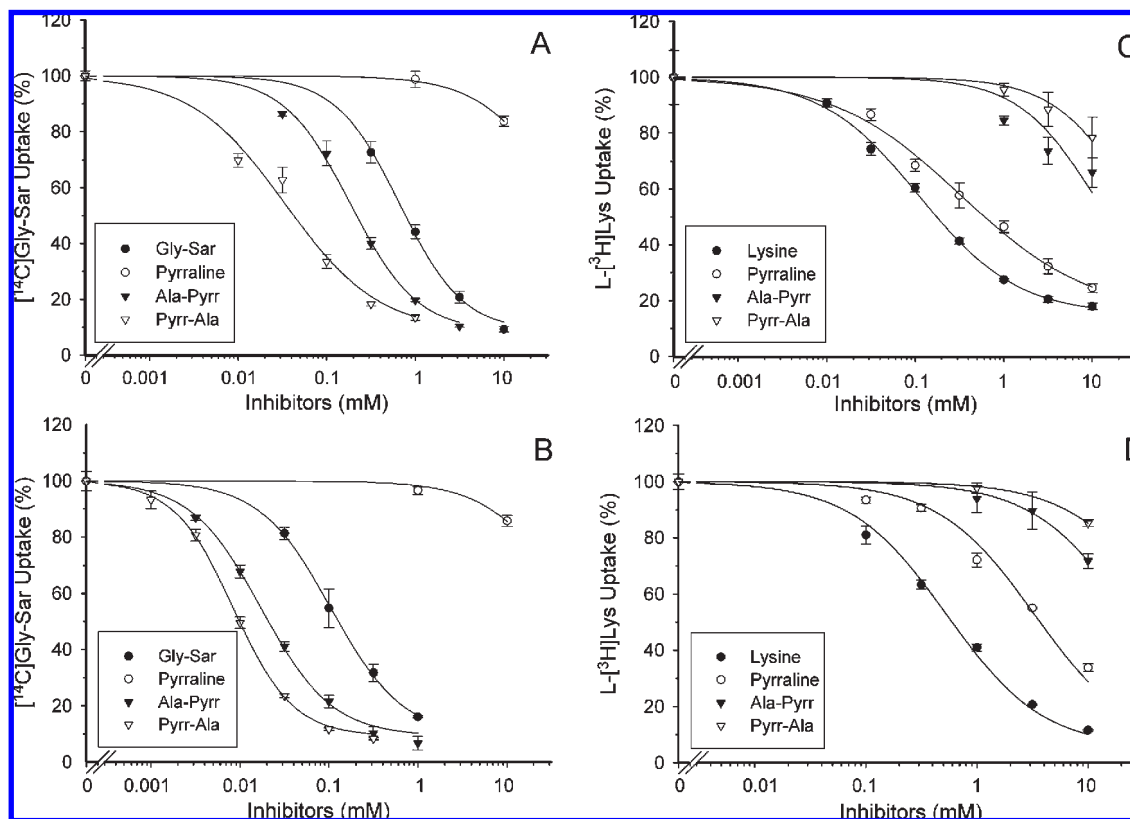 A
[¹⁴C]Gly-Sar Uptake (%)
120
100
80
60
40
20
0
Gly-Sar
Pyrraline
Ala-Pyrr
Pyrr-Ala
0 0.001 0.01 0.1 1 10
Inhibitors (mM)
C
L-[³H]Lys Uptake (%)
120
100
80
60
40
20
0
Lysine
Pyrraline
Ala-Pyrr
Pyrr-Ala
0 0.001 0.01 0.1 1 10
Inhibitors (mM)
B
[¹⁴C]Gly-Sar Uptake (%)
120
100
80
60
40
20
0
Gly-Sar
Pyrraline
Ala-Pyrr
Pyrr-Ala
0 0.001 0.01 0.1 1 10
Inhibitors (mM)
D
L-[³H]Lys Uptake (%)
120
100
80
60
40
20
0
Lysine
Pyrraline
Ala-Pyrr
Pyrr-Ala
0 0.01 0.1 1 10
Inhibitors (mM)